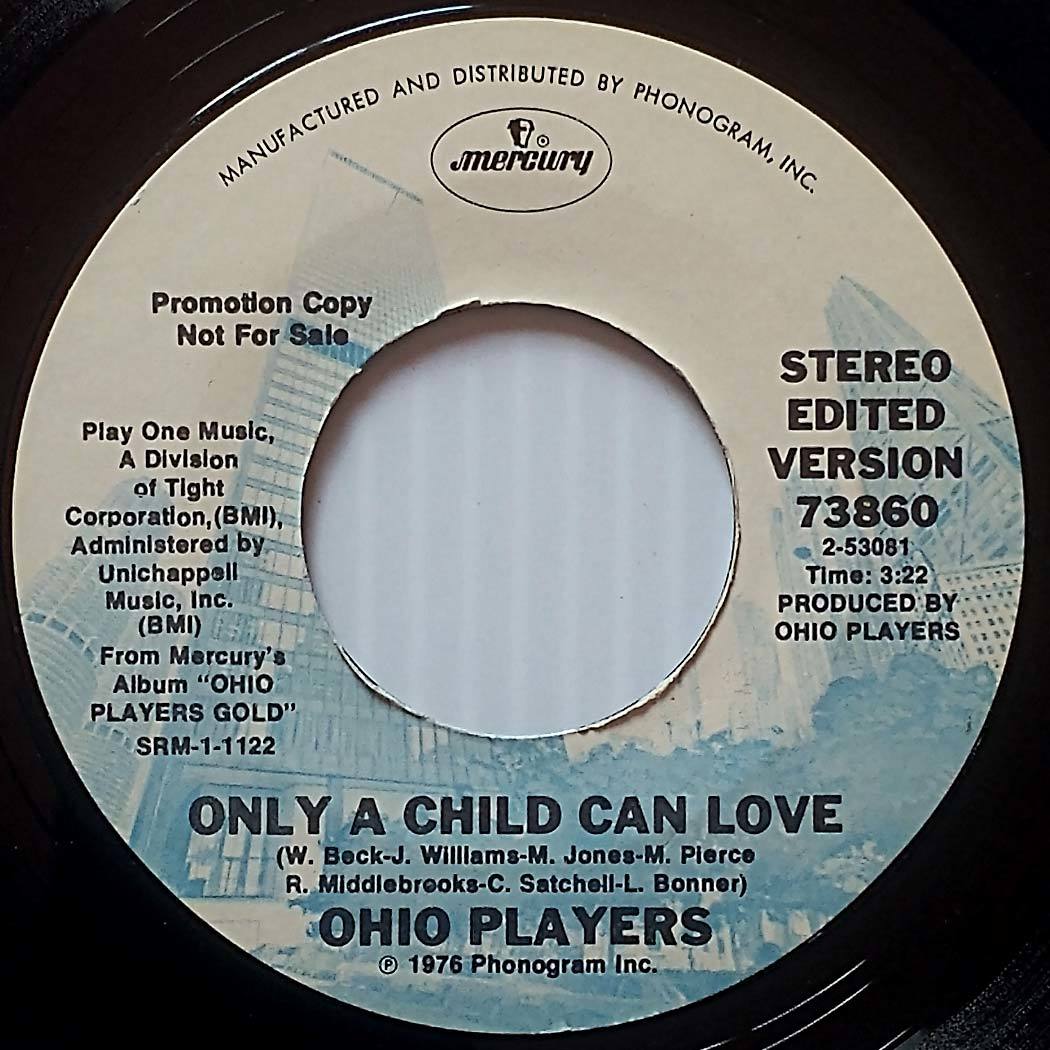 MANUFACTURED AND DISTRIBUTED BY PHONOGRAM, INC.
mercury
Promotion Copy
Not For Sale
Play One Music,
A Division
of Tight
Corporation,(BMI),
Administered by
Unichappell
Music, Inc.
(BMI)
From Mercury's
Album "OHIO
PLAYERS GOLD"
SRM-1-1122
STEREO
EDITED
VERSION
73860
2-53081
Time: 3:22
PRODUCED BY
OHIO PLAYERS
ONLY A CHILD CAN LOVE
(W. Beck-J. Williams-M. Jones-M. Pierce
R. Middlebrooks-C. Satchell-L. Bonner)
OHIO PLAYERS
℗ 1976 Phonogram Inc.